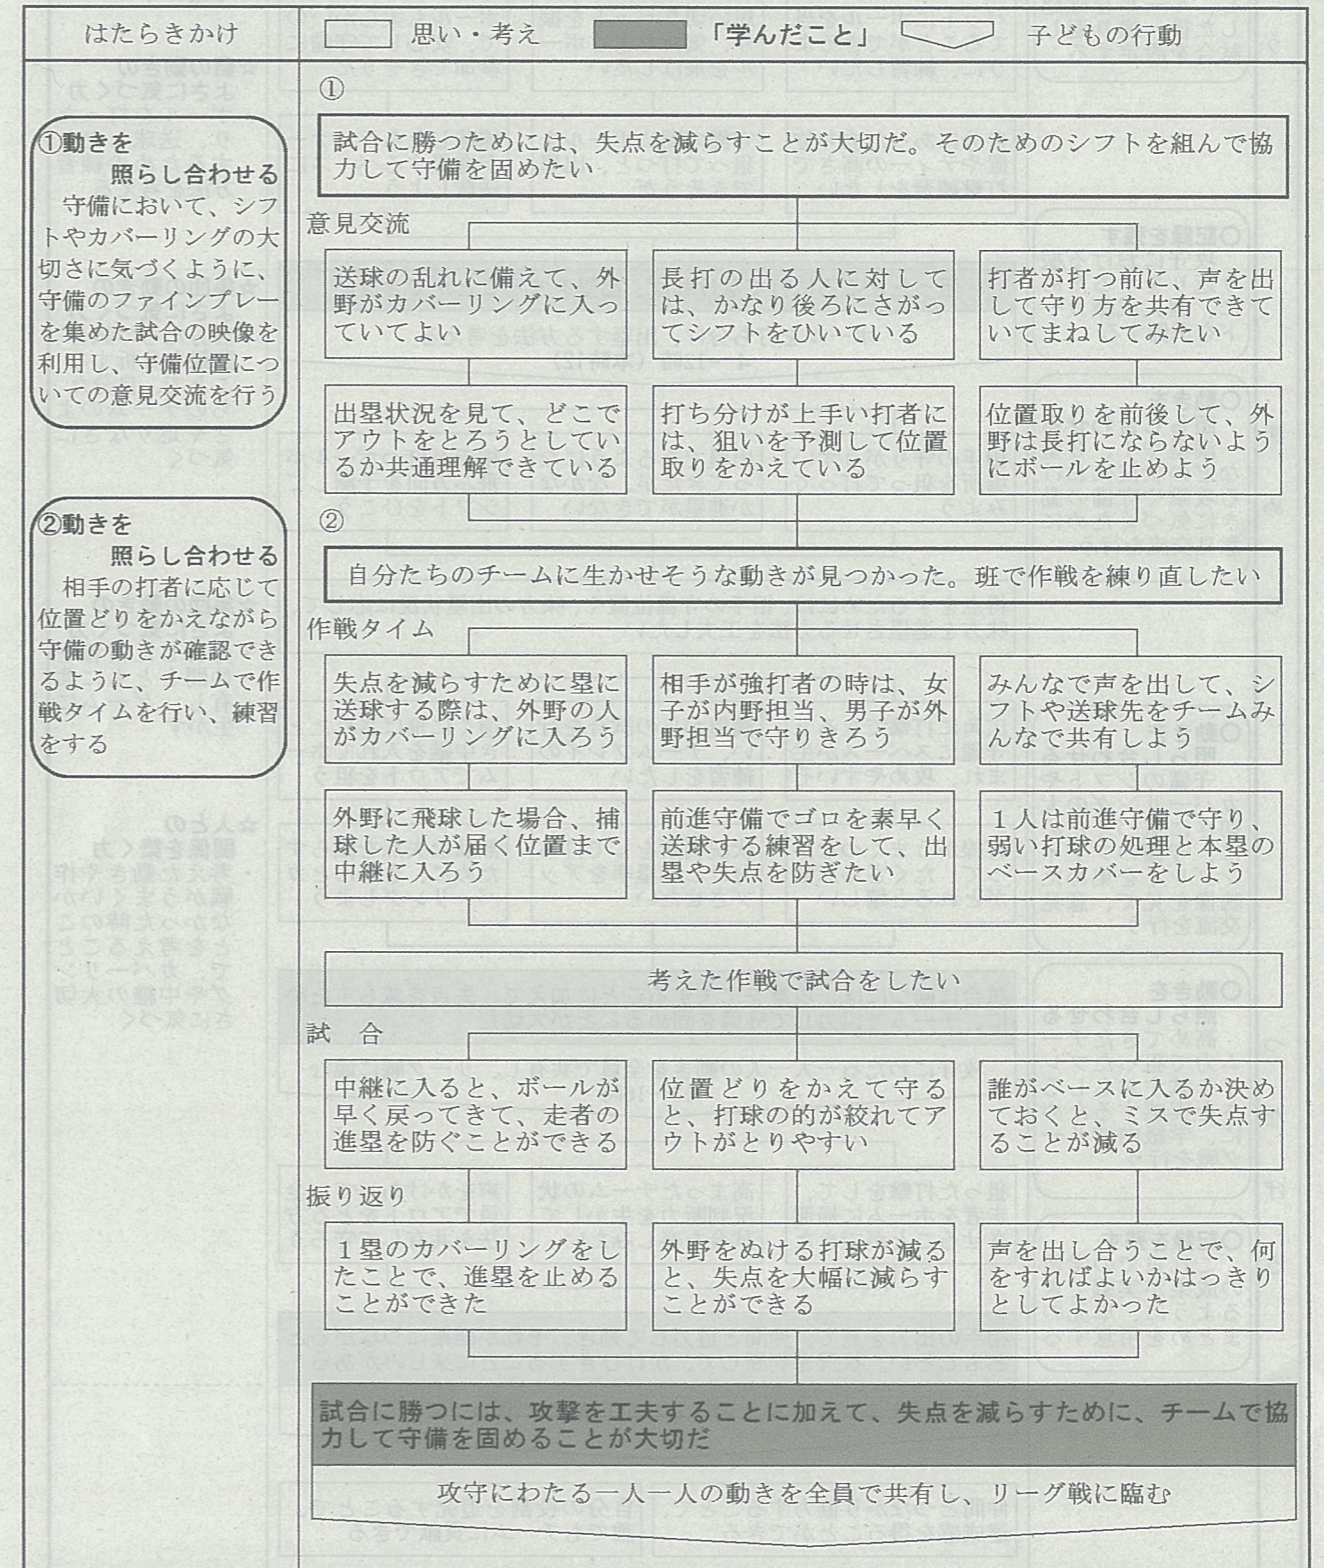 はたらきかけ
思い・考え
「学んだこと」
子どもの行動
①
①動きを
照らし合わせる
守備において、シフ
トやカバーリングの大
切さに気づくように、
守備のファインプレー
を集めた試合の映像を
利用し、守備位置につ
いての意見交流を行う
試合に勝つためには、失点を減らすことが大切だ。そのためのシフトを組んで協
力して守備を固めたい
意見交流
送球の乱れに備えて、外
野がカバーリングに入っ
ていてよい
長打の出る人に対して
は、かなり後ろにさがっ
てシフトをひいている
打者が打つ前に、声を出
して守り方を共有できて
いてまねしてみたい
出塁状況を見て、どこで
アウトをとろうとしてい
るか共通理解できている
打ち分けが上手い打者に
は、狙いを予測して位置
取りをかえている
位置取りを前後して、外
野は長打にならないよう
にボールを止めよう
②
②動きを
照らし合わせる
相手の打者に応じて
位置どりをかえながら
守備の動きが確認でき
るように、チームで作
戦タイムを行い、練習
をする
自分たちのチームに生かせそうな動きが見つかった。班で作戦を練り直したい
作戦タイム
失点を減らすために塁に
送球する際は、外野の人
がカバーリングに入ろう
相手が強打者の時は、女
子が内野担当、男子が外
野担当で守りきろう
みんなで声を出して、シ
フトや送球先をチームみ
んなで共有しよう
外野に飛球した場合、捕
球した人が届く位置まで
中継に入ろう
前進守備でゴロを素早く
送球する練習をして、出
塁や失点を防ぎたい
１人は前進守備で守り、
弱い打球の処理と本塁の
ベースカバーをしよう
考えた作戦で試合をしたい
試　合
中継に入ると、ボールが
早く戻ってきて、走者の
進塁を防ぐことができる
位置どりをかえて守る
と、打球の的が絞れてア
ウトがとりやすい
誰がベースに入るか決め
ておくと、ミスで失点す
ることが減る
振り返り
１塁のカバーリングをし
たことで、進塁を止める
ことができた
外野をぬける打球が減る
と、失点を大幅に減らす
ことができる
声を出し合うことで、何
をすればよいかはっきり
としてよかった
試合に勝つには、攻撃を工夫することに加えて、失点を減らすために、チームで協
力して守備を固めることが大切だ
攻守にわたる一人一人の動きを全員で共有し、リーグ戦に臨む